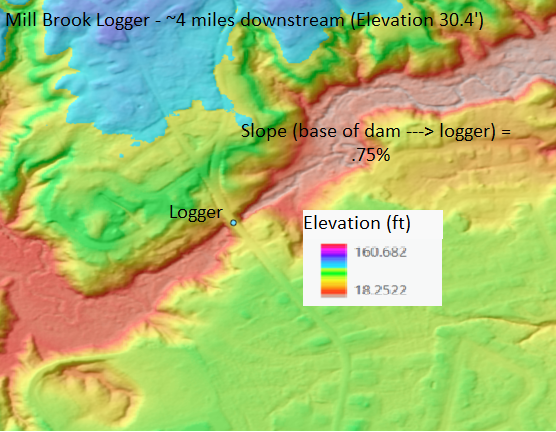 Mill Brook Logger - ~4 miles downstream (Elevation 30.4')
Slope (base of dam ---> logger) =
.75%
Logger
Elevation (ft)
160.682
18.2522